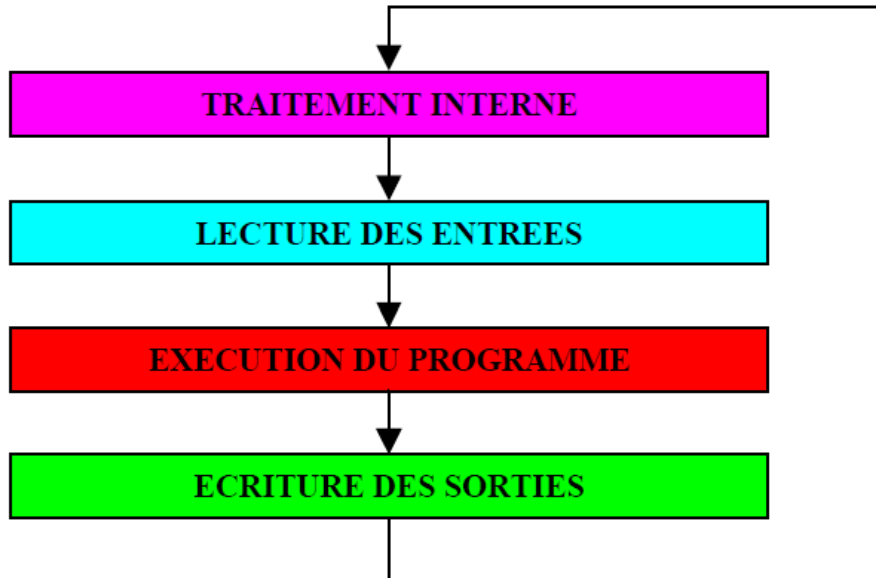 TRAITEMENT INTERNE
LECTURE DES ENTREES
EXECUTION DU PROGRAMME
ECRITURE DES SORTIES